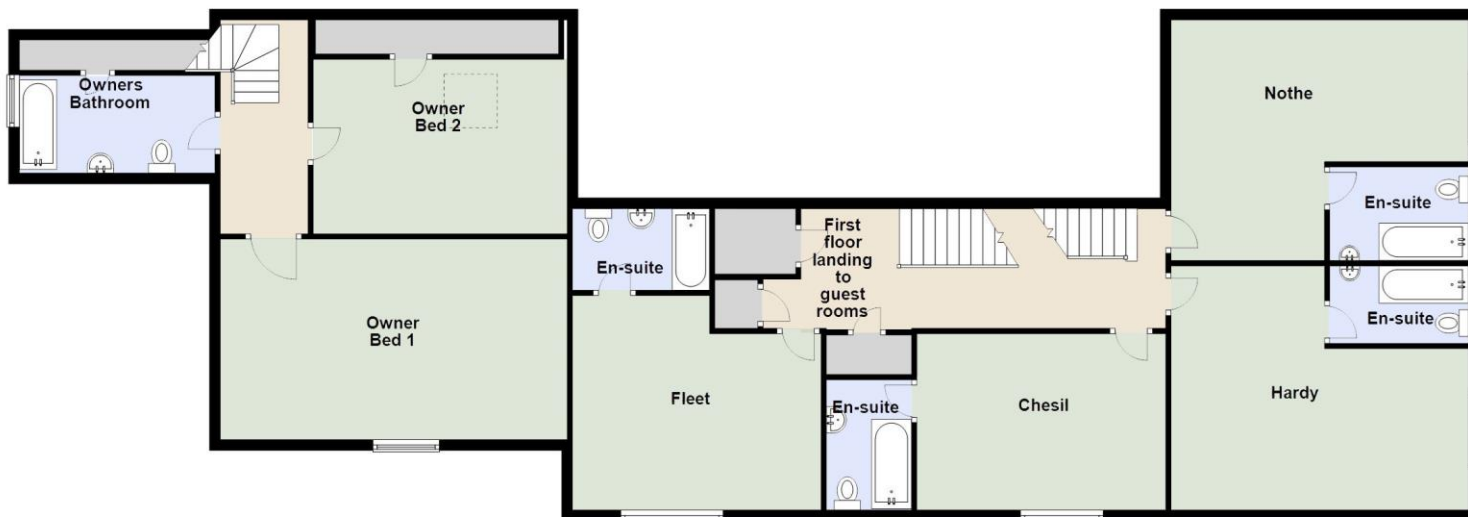 Owners
Bathroom
Owner
Bed 2
Owner
Bed 1
En-suite
Fleet
First
floor
landing
to
guest
rooms
En-suite
Chesil
Nothe
En-suite
En-suite
Hardy